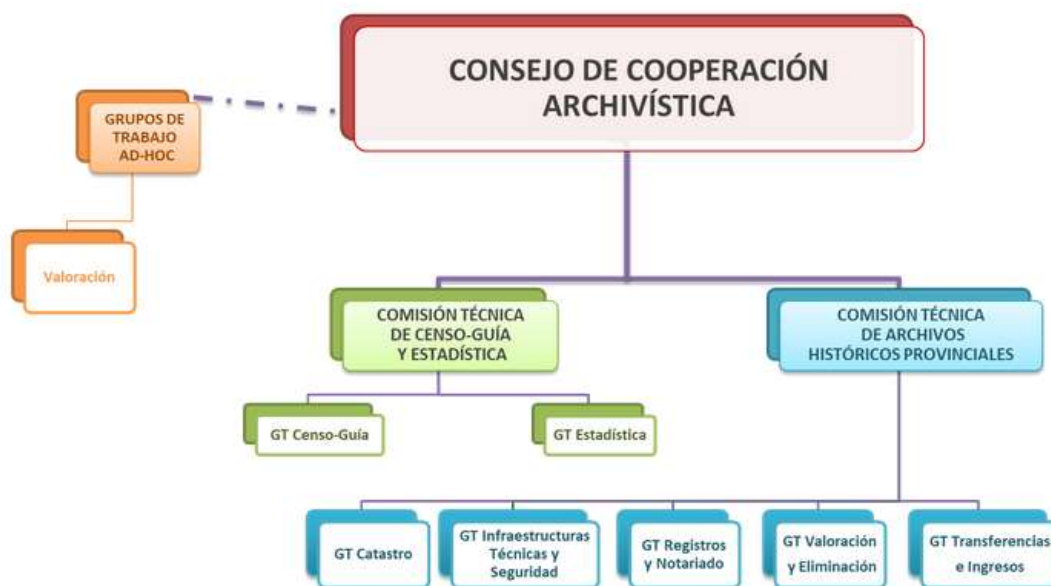 CONSEJO DE COOPERACIÓN
ARCHIVÍSTICA
GRUPOS DE
TRABAJO
AD-HOC
Valoración
COMISIÓN TÉCNICA
DE CENSO-GUÍA
Y ESTADÍSTICA
COMISIÓN TÉCNICA
DE ARCHIVOS
HISTÓRICOS PROVINCIALES
GT Censo-Guía
GT Estadística
GT Catastro
GT Infraestructuras
Técnicas y
Seguridad
GT Registros
y Notariado
GT Valoración
y Eliminación
GT Transferencias
e Ingresos